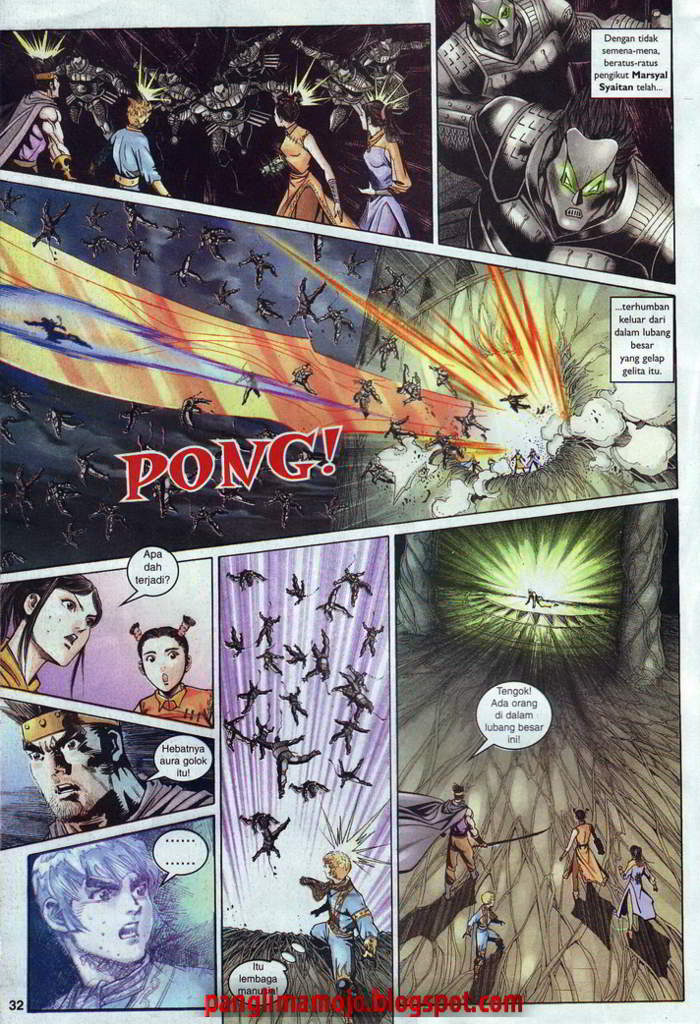 Dengan tidak
semena-mena,
beratus-ratus
pengikut Marsyal
Syaitan telah...
...terhumban
keluar dari
dalam lubang
besar
yang gelap
gelita itu.
PONG!
Apa
dah
terjadi?
Hebatnya
aura golok
itu!
......
......
Itu
lembaga
manusia!
Tengok!
Ada orang
di dalam
lubang besar
ini!
32
panglimamojo.blogspot.com